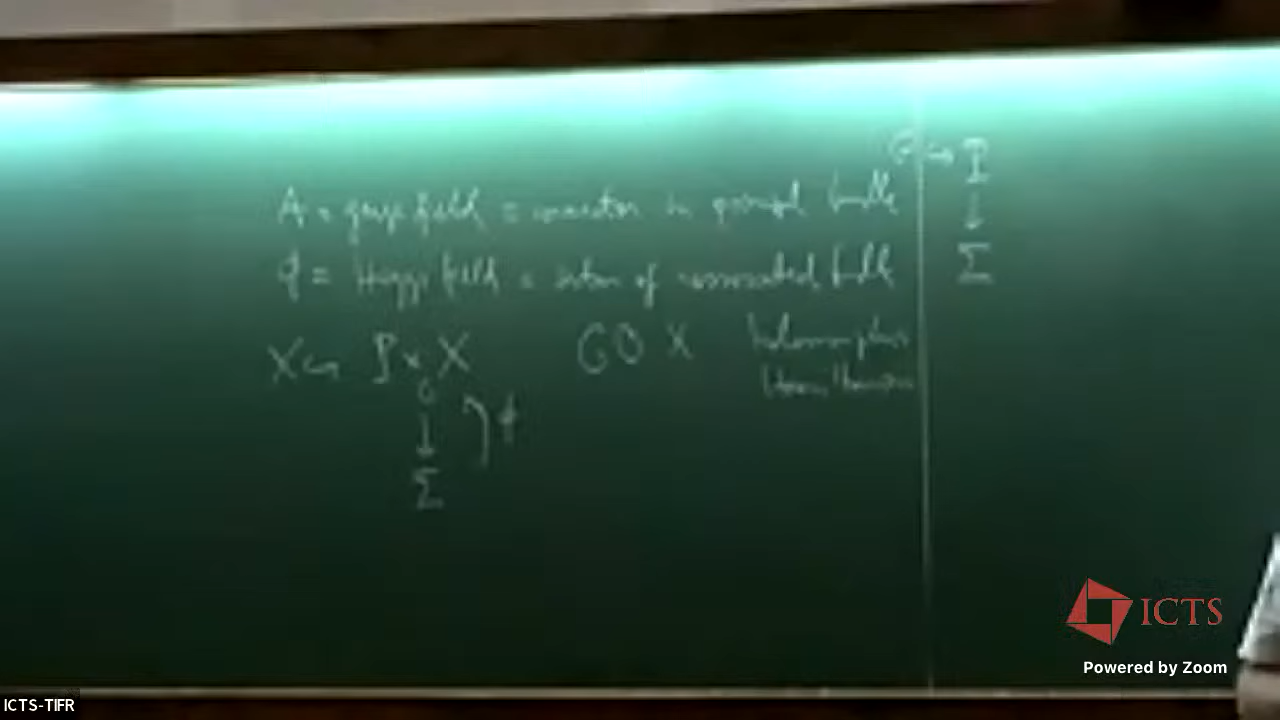 G → P
↓
Σ
A = gauge field = connection in principal bundle
φ = Higgs field = section of associated bundle
X ↪ P ×_G X
↓ ) φ
Σ
G ↻ X holomorphic
Hamiltonian
ICTS
Powered by Zoom
ICTS-TIFR